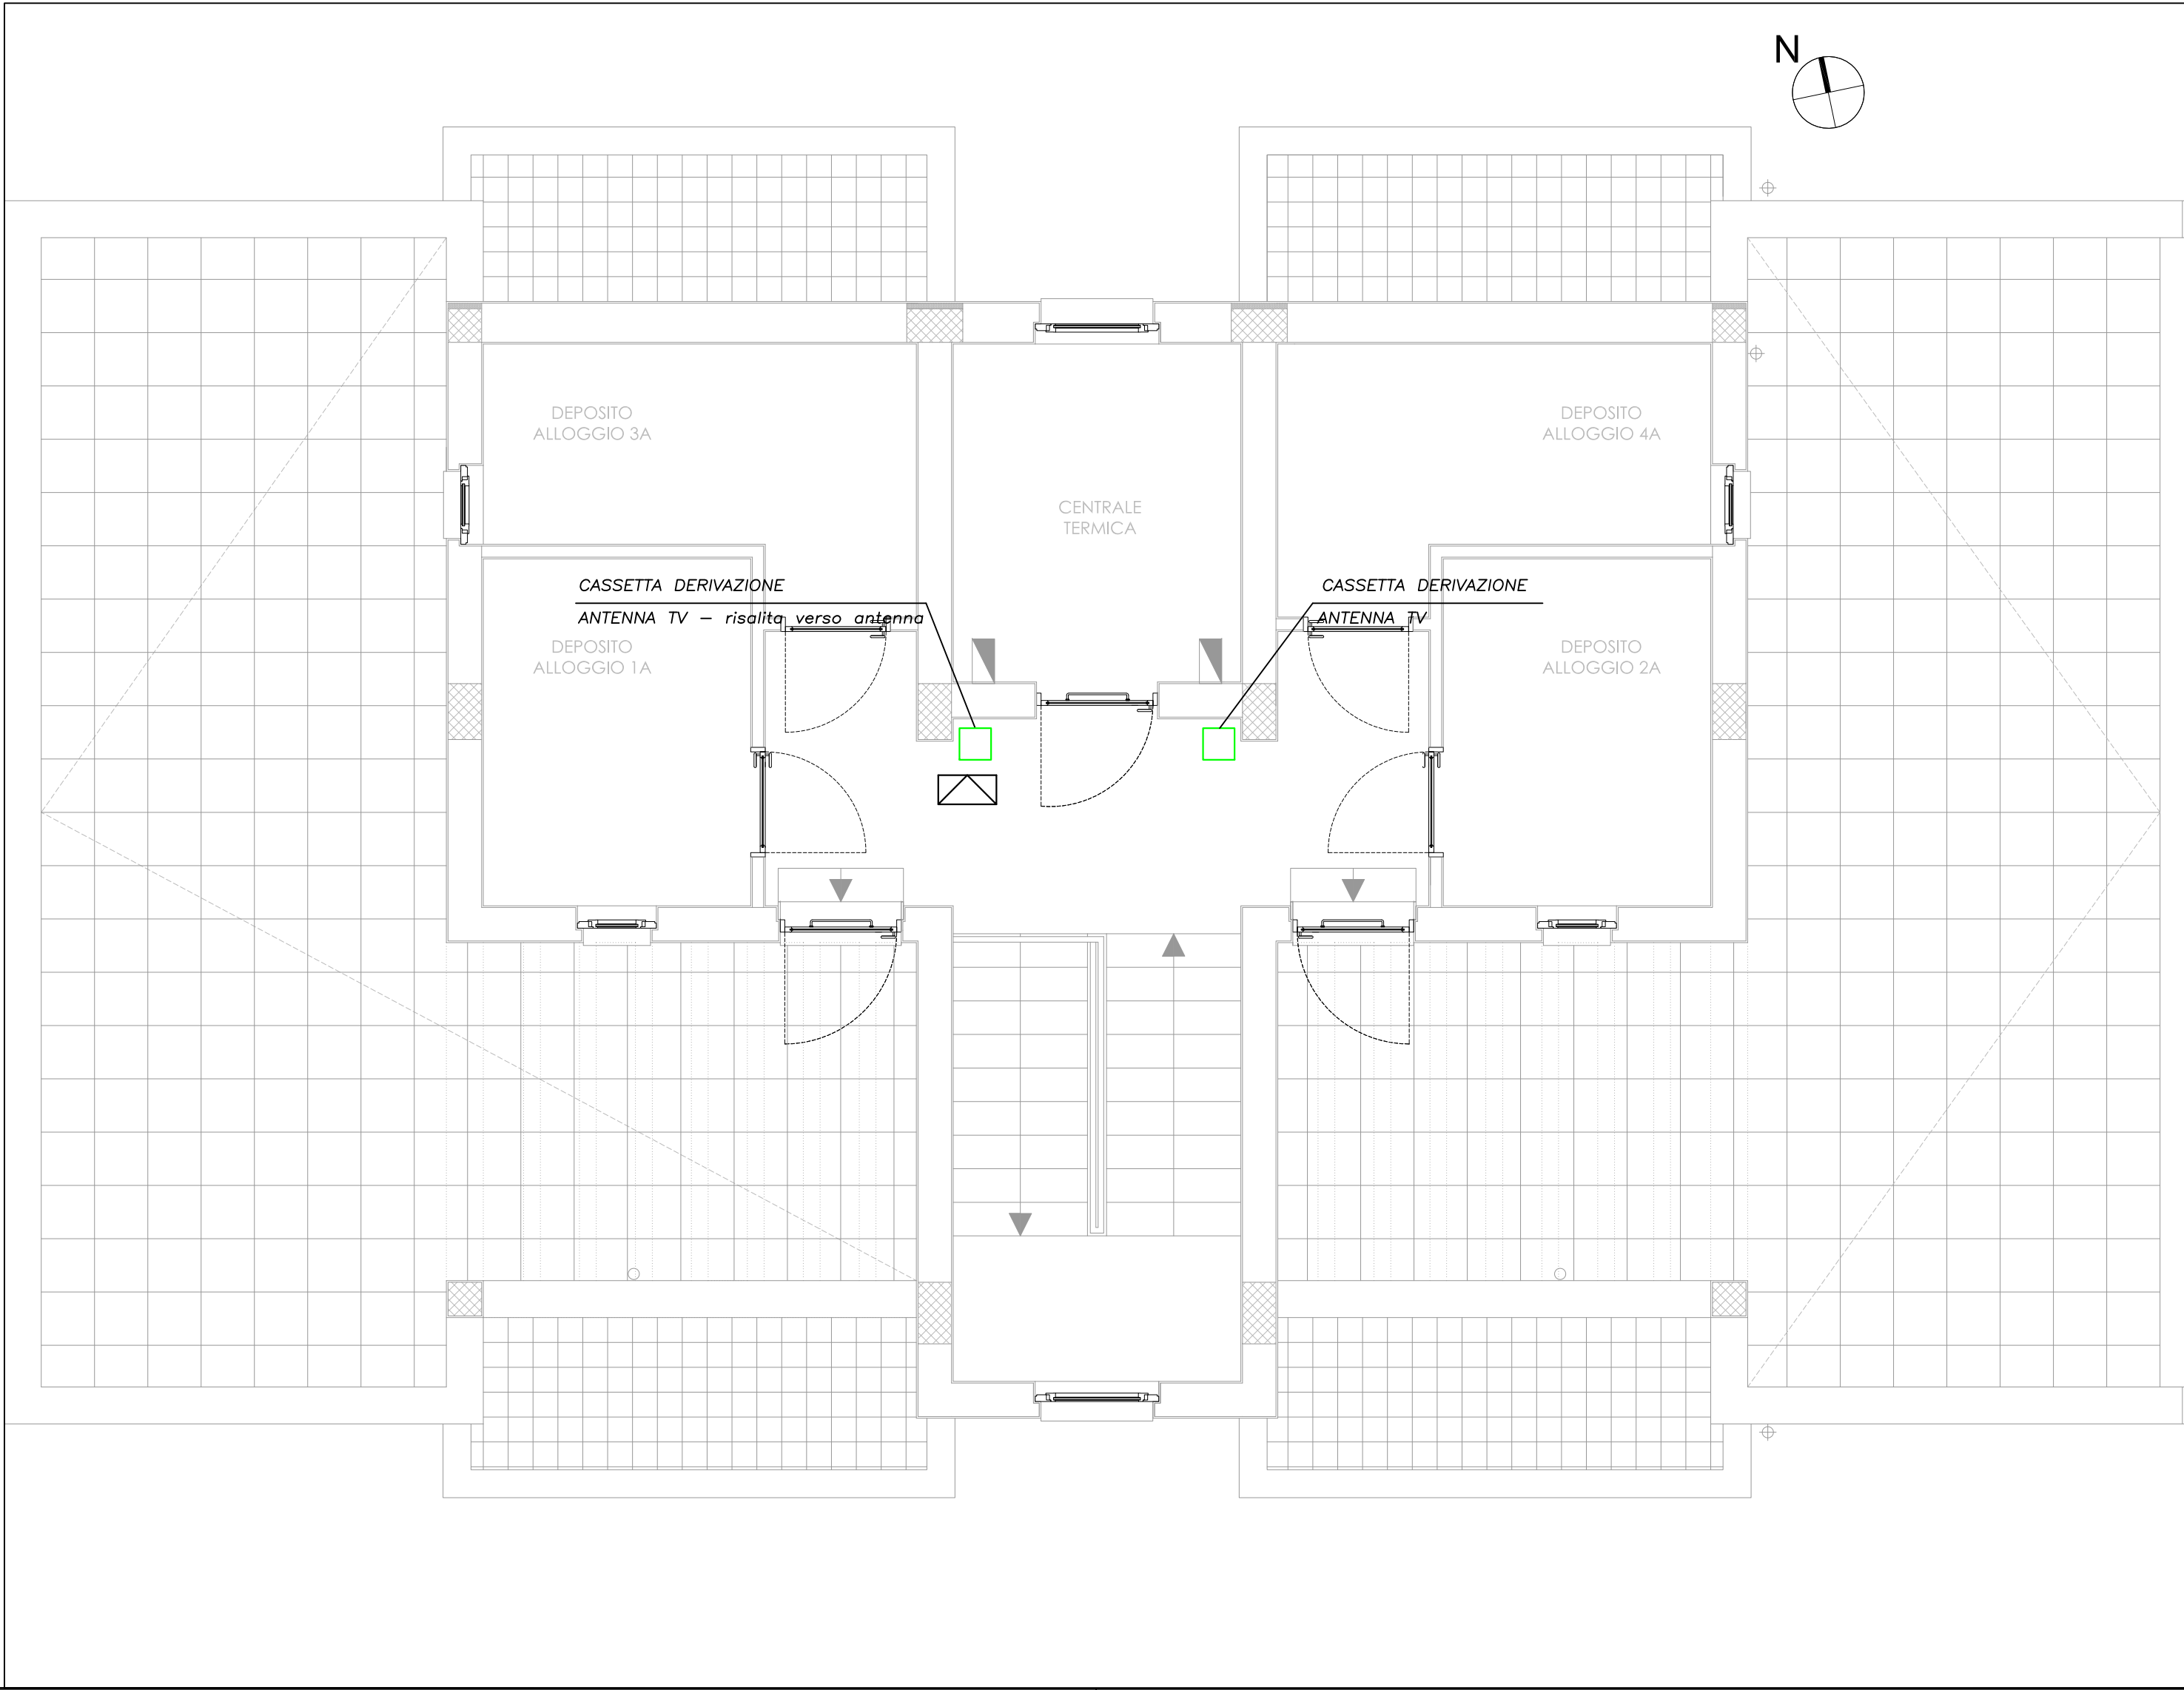 N
DEPOSITO
ALLOGGIO 3A
DEPOSITO
ALLOGGIO 4A
CENTRALE
TERMICA
CASSETTA DERIVAZIONE
ANTENNA TV – risalita verso antenna
CASSETTA DERIVAZIONE
ANTENNA TV
DEPOSITO
ALLOGGIO 1A
DEPOSITO
ALLOGGIO 2A